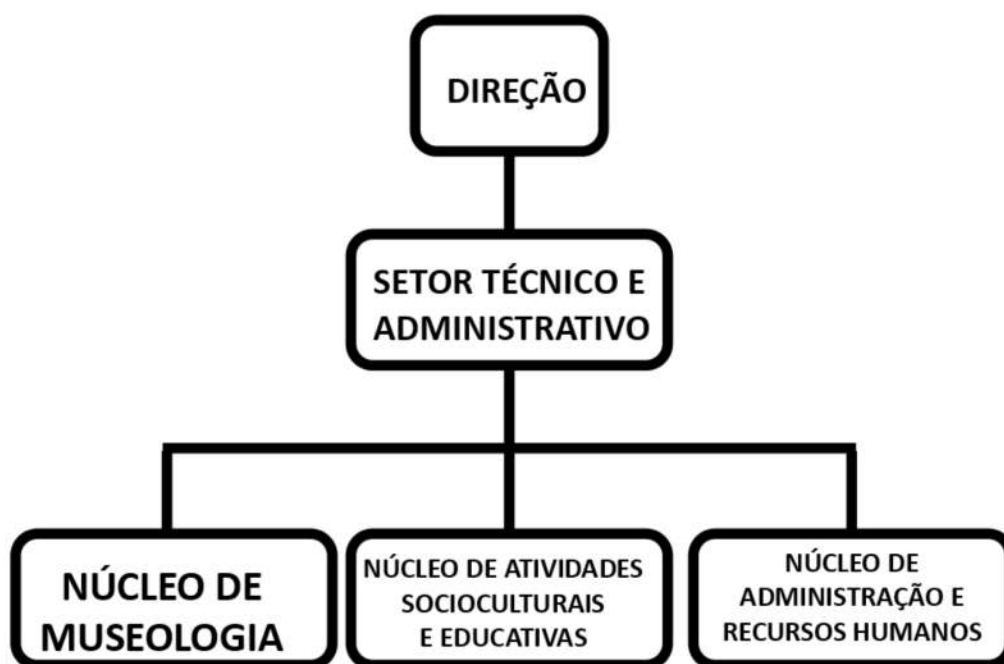 DIREÇÃO
SETOR TÉCNICO E
ADMINISTRATIVO
NÚCLEO DE
MUSEOLOGIA
NÚCLEO DE ATIVIDADES
SOCIOCULTURAIS
E EDUCATIVAS
NÚCLEO DE
ADMINISTRAÇÃO E
RECURSOS HUMANOS